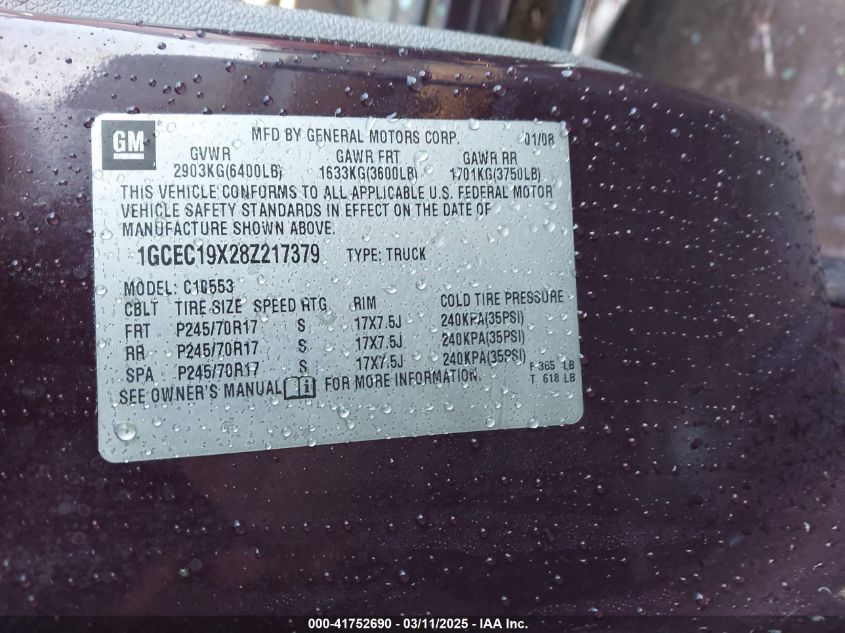 GM
MFD BY GENERAL MOTORS CORP. 01/08
GVWR GAWR FRT GAWR RR
2903KG(6400LB) 1633KG(3600LB) 1701KG(3750LB)
THIS VEHICLE CONFORMS TO ALL APPLICABLE U.S. FEDERAL MOTOR
VEHICLE SAFETY STANDARDS IN EFFECT ON THE DATE OF
MANUFACTURE SHOWN ABOVE.
1GCEC19X28Z217379 TYPE: TRUCK
MODEL: C10553
CBLT TIRE SIZE SPEED RTG RIM COLD TIRE PRESSURE
FRT P245/70R17 S 17X7.5J 240KPA(35PSI)
RR P245/70R17 S 17X7.5J 240KPA(35PSI)
SPA P245/70R17 S 17X7.5J 240KPA(35PSI)
SEE OWNER'S MANUAL i FOR MORE INFORMATION.
F 365 LB
T 618 LB
000-41752690 - 03/11/2025 - IAA Inc.